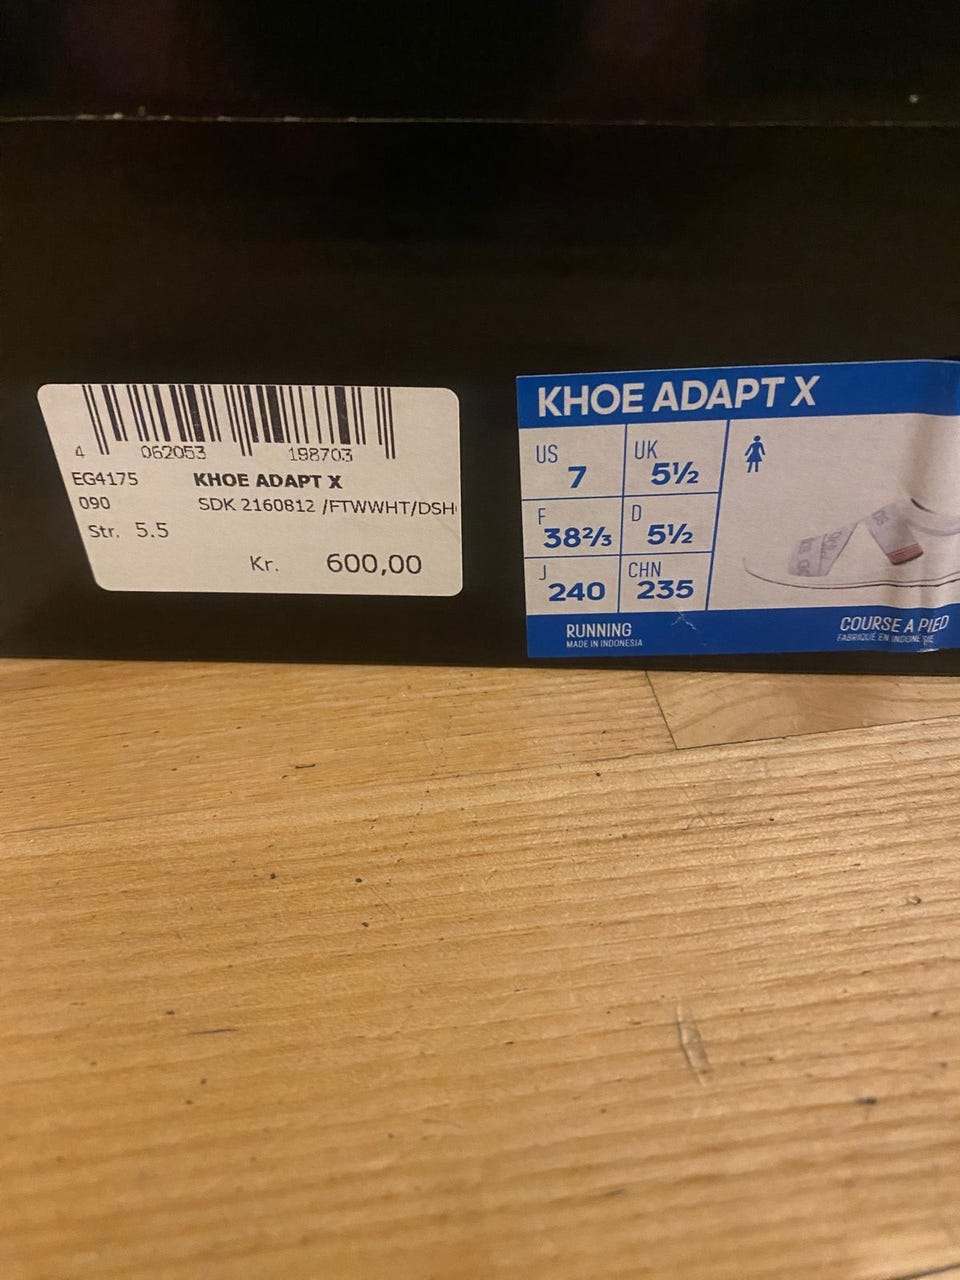 4 062053 198703
EG4175 KHOE ADAPT X
090 SDK 2160812 /FTWWHT/DSH
Str. 5.5
Kr. 600,00
KHOE ADAPT X
US 7 UK 5½
F 38⅔ D 5½
J 240 CHN 235
RUNNING
MADE IN INDONESIA
COURSE A PIED
FABRIQUÉ EN INDONESIE